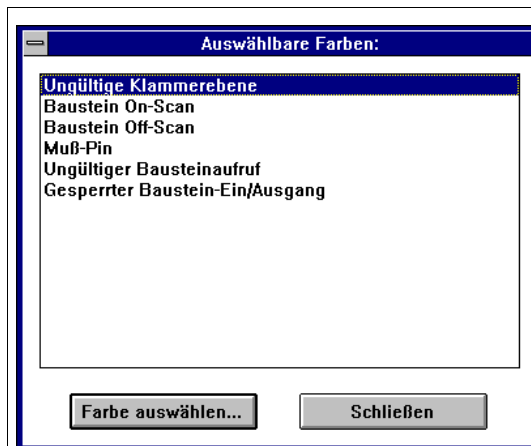 Auswählbare Farben:
Ungültige Klammerebene
Baustein On-Scan
Baustein Off-Scan
Muß-Pin
Ungültiger Bausteinaufruf
Gesperrter Baustein-Ein/Ausgang
Farbe auswählen... Schließen